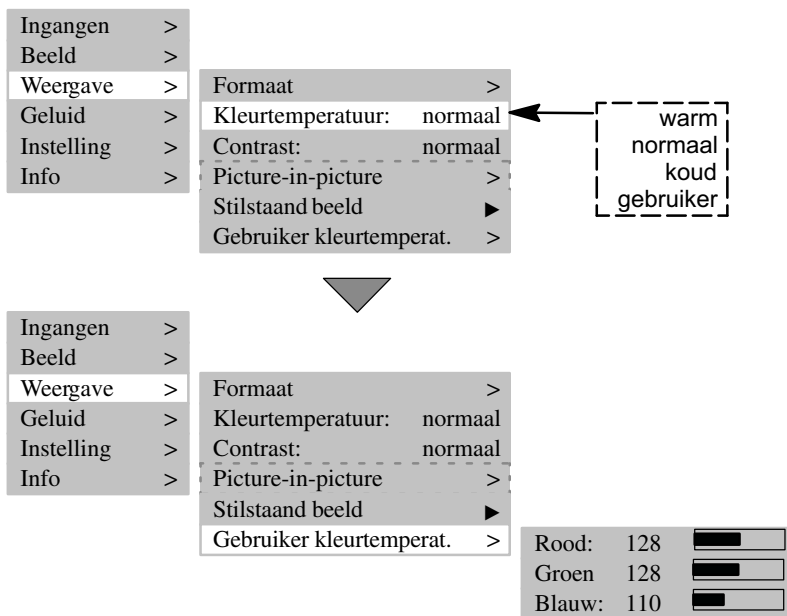 Ingangen >
Beeld >
Weergave >
Geluid >
Instelling >
Info >
Formaat >
Kleurtemperatuur: normaal
Contrast: normaal
Picture-in-picture >
Stilstaand beeld ▶
Gebruiker kleurtemperat. >
warm
normaal
koud
gebruiker
Ingangen >
Beeld >
Weergave >
Geluid >
Instelling >
Info >
Formaat >
Kleurtemperatuur: normaal
Contrast: normaal
Picture-in-picture >
Stilstaand beeld ▶
Gebruiker kleurtemperat. >
Rood: 128
Groen 128
Blauw: 110